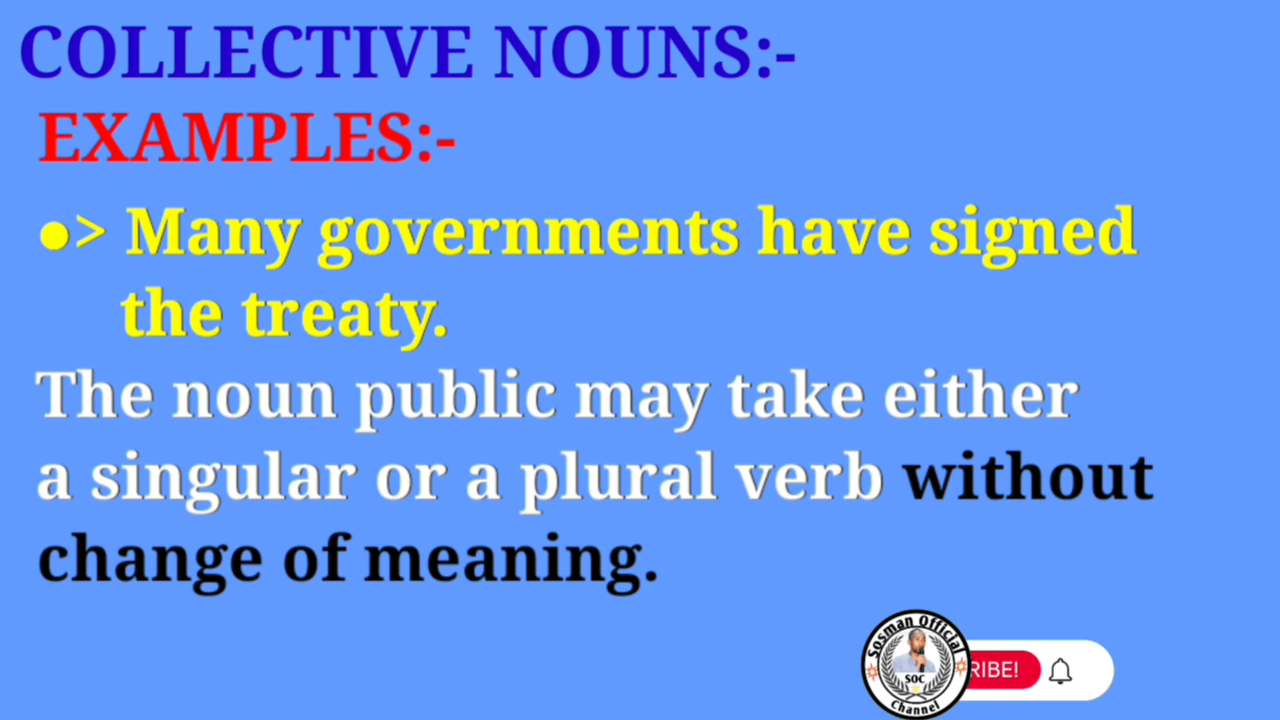 COLLECTIVE NOUNS:-
EXAMPLES:-
●> Many governments have signed
the treaty.
The noun public may take either
a singular or a plural verb without
change of meaning.
Sosman Official
SOC
Channel
RIBE!